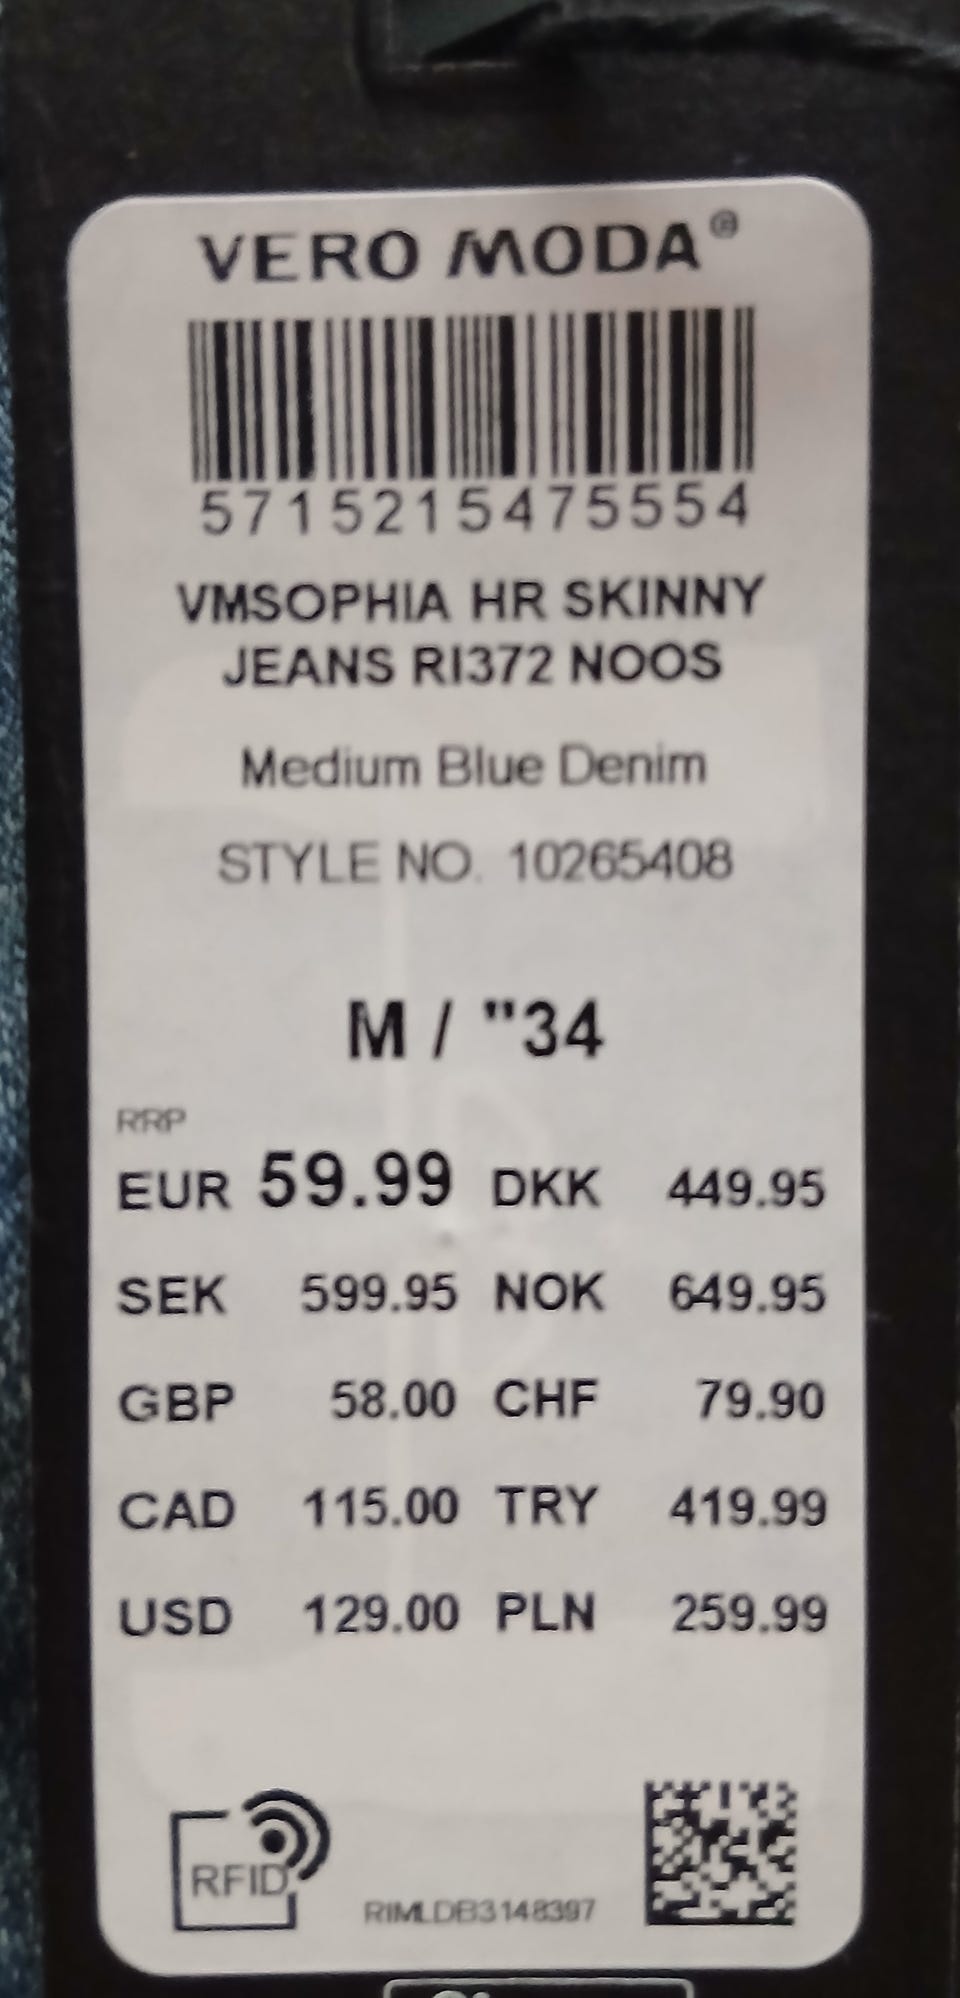 VERO MODA®
5715215475554
VMSOPHIA HR SKINNY
JEANS RI372 NOOS
Medium Blue Denim
STYLE NO. 10265408
M / "34
RRP
EUR 59.99 DKK 449.95
SEK 599.95 NOK 649.95
GBP 58.00 CHF 79.90
CAD 115.00 TRY 419.99
USD 129.00 PLN 259.99
RFID
RIMLDB3148397